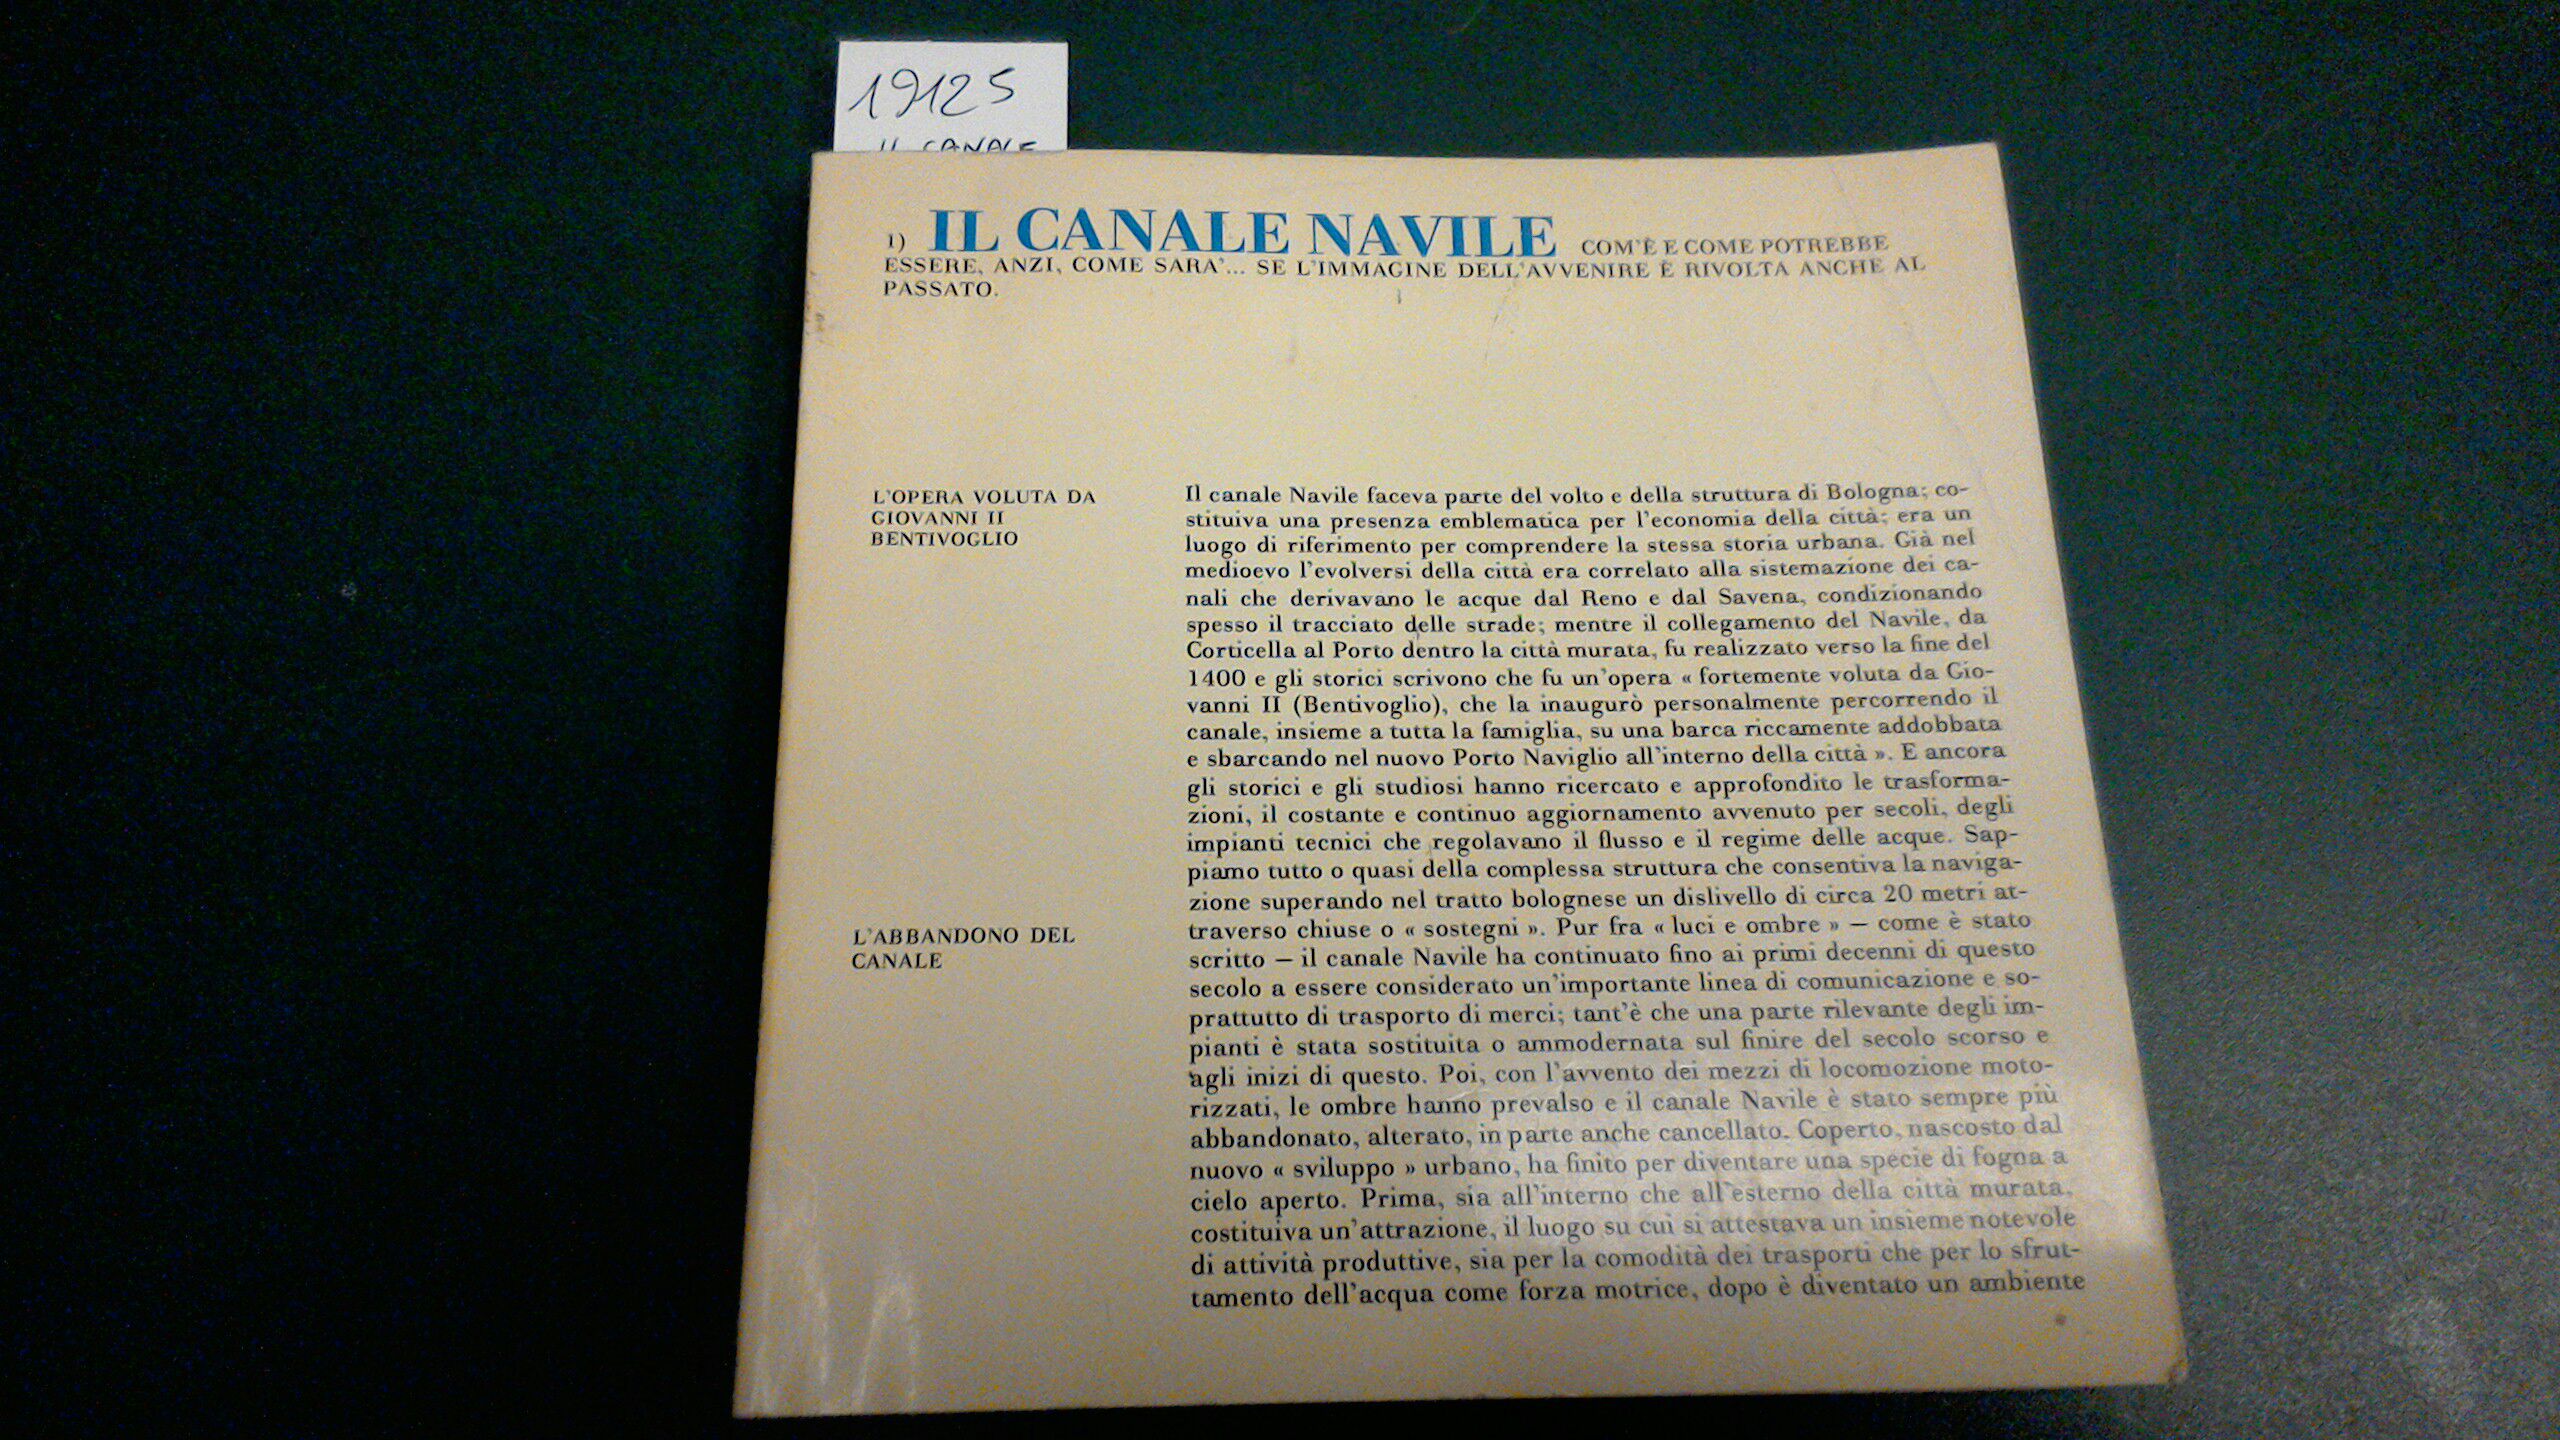 19125
IL CANALE
1) IL CANALE NAVILE COM'È E COME POTREBBE
ESSERE, ANZI, COME SARA'... SE L'IMMAGINE DELL'AVVENIRE È RIVOLTA ANCHE AL
PASSATO.
L'OPERA VOLUTA DA
GIOVANNI II
BENTIVOGLIO
Il canale Navile faceva parte del volto e della struttura di Bologna; co-
stituiva una presenza emblematica per l'economia della città; era un
luogo di riferimento per comprendere la stessa storia urbana. Già nel
medioevo l'evolversi della città era correlato alla sistemazione dei ca-
nali che derivavano le acque dal Reno e dal Savena, condizionando
spesso il tracciato delle strade; mentre il collegamento del Navile, da
Corticella al Porto dentro la città murata, fu realizzato verso la fine del
1400 e gli storici scrivono che fu un'opera « fortemente voluta da Gio-
vanni II (Bentivoglio), che la inaugurò personalmente percorrendo il
canale, insieme a tutta la famiglia, su una barca riccamente addobbata
e sbarcando nel nuovo Porto Naviglio all'interno della città ». E ancora
gli storici e gli studiosi hanno ricercato e approfondito le trasforma-
zioni, il costante e continuo aggiornamento avvenuto per secoli, degli
impianti tecnici che regolavano il flusso e il regime delle acque. Sap-
piamo tutto o quasi della complessa struttura che consentiva la naviga-
zione superando nel tratto bolognese un dislivello di circa 20 metri at-
traverso chiuse o « sostegni ». Pur fra « luci e ombre » — come è stato
scritto — il canale Navile ha continuato fino ai primi decenni di questo
secolo a essere considerato un'importante linea di comunicazione e so-
prattutto di trasporto di merci; tant'è che una parte rilevante degli im-
pianti è stata sostituita o ammodernata sul finire del secolo scorso e
agli inizi di questo. Poi, con l'avvento dei mezzi di locomozione moto-
rizzati, le ombre hanno prevalso e il canale Navile è stato sempre più
abbandonato, alterato, in parte anche cancellato. Coperto, nascosto dal
nuovo « sviluppo » urbano, ha finito per diventare una specie di fogna a
cielo aperto. Prima, sia all'interno che all'esterno della città murata,
costituiva un'attrazione, il luogo su cui si attestava un insieme notevole
di attività produttive, sia per la comodità dei trasporti che per lo sfrut-
tamento dell'acqua come forza motrice, dopo è diventato un ambiente
L'ABBANDONO DEL
CANALE